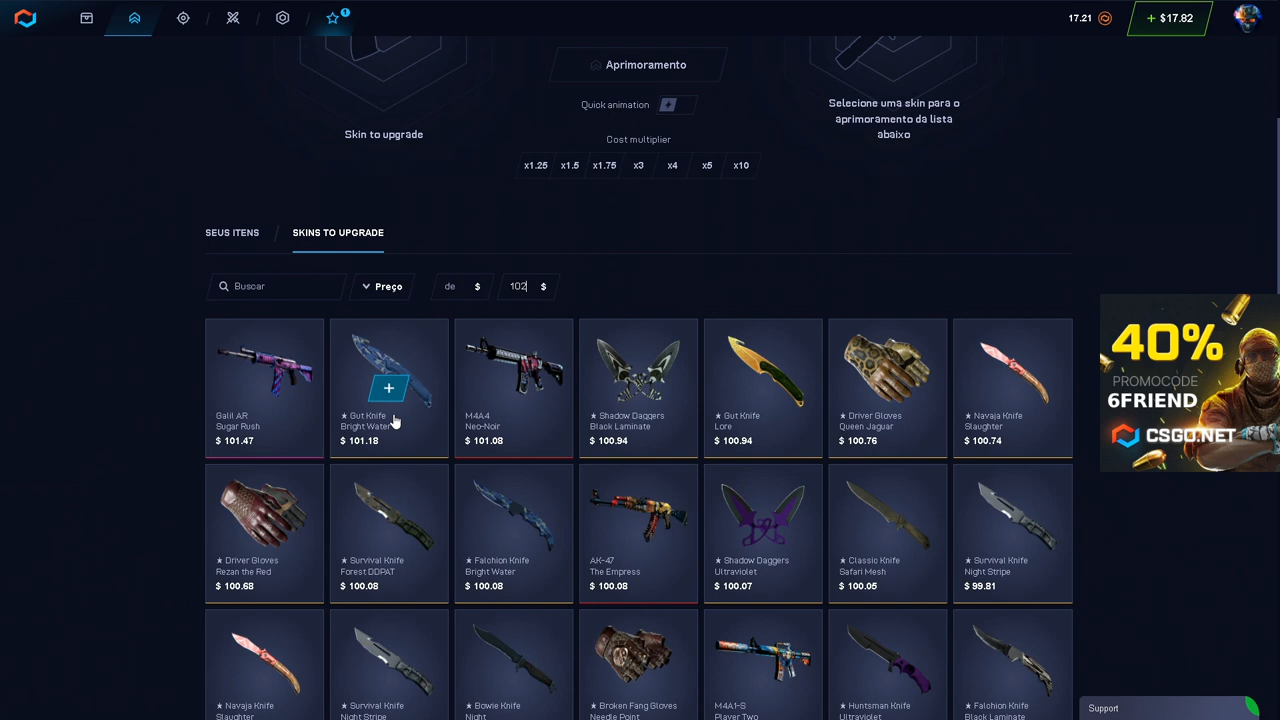 1
17.21
+ $17.82
Aprimoramento
Quick animation
Skin to upgrade
Selecione uma skin para o
aprimoramento da lista
abaixo
Cost multiplier
x1.25 x1.5 x1.75 x3 x4 x5 x10
SEUS ITENS / SKINS TO UPGRADE
Buscar
Preço
de $
102 $
Galil AR
Sugar Rush
$ 101.47
+
★ Gut Knife
Bright Water
$ 101.18
M4A4
Neo-Noir
$ 101.08
★ Shadow Daggers
Black Laminate
$ 100.94
★ Gut Knife
Lore
$ 100.94
★ Driver Gloves
Queen Jaguar
$ 100.76
★ Navaja Knife
Slaughter
$ 100.74
40%
PROMOCODE
6FRIEND
CSGO.NET
★ Driver Gloves
Rezan the Red
$ 100.68
★ Survival Knife
Forest DDPAT
$ 100.08
★ Falchion Knife
Bright Water
$ 100.08
AK-47
The Empress
$ 100.08
★ Shadow Daggers
Ultraviolet
$ 100.07
★ Classic Knife
Safari Mesh
$ 100.05
★ Survival Knife
Night Stripe
$ 99.81
★ Navaja Knife
Slaughter
★ Survival Knife
Night Stripe
★ Bowie Knife
Night
★ Broken Fang Gloves
Needle Point
M4A1-S
Player Two
★ Huntsman Knife
Ultraviolet
★ Falchion Knife
Black Laminate
Support